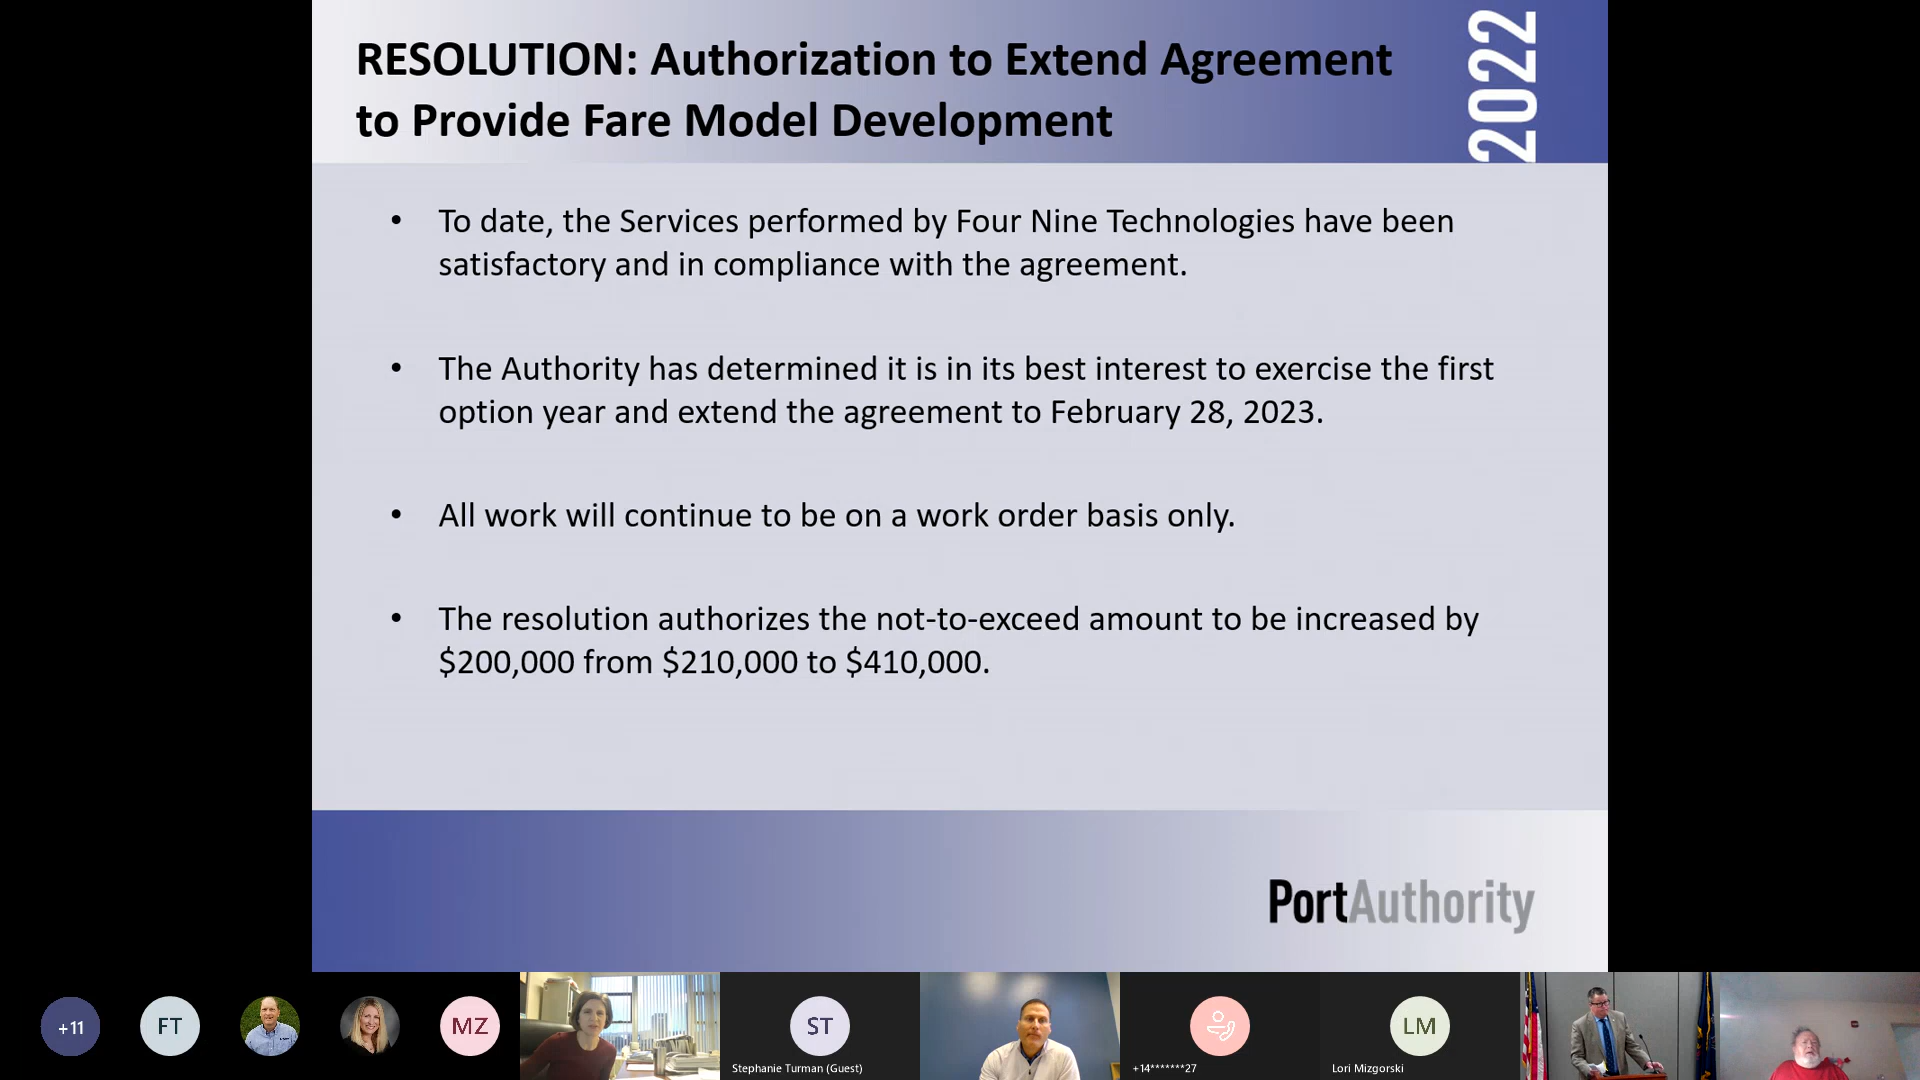 RESOLUTION: Authorization to Extend Agreement
to Provide Fare Model Development
2022
• To date, the Services performed by Four Nine Technologies have been
satisfactory and in compliance with the agreement.
• The Authority has determined it is in its best interest to exercise the first
option year and extend the agreement to February 28, 2023.
• All work will continue to be on a work order basis only.
• The resolution authorizes the not-to-exceed amount to be increased by
$200,000 from $210,000 to $410,000.
PortAuthority
+11
FT
MZ
ST
Stephanie Turman (Guest)
+14*******27
LM
Lori Mizgorski